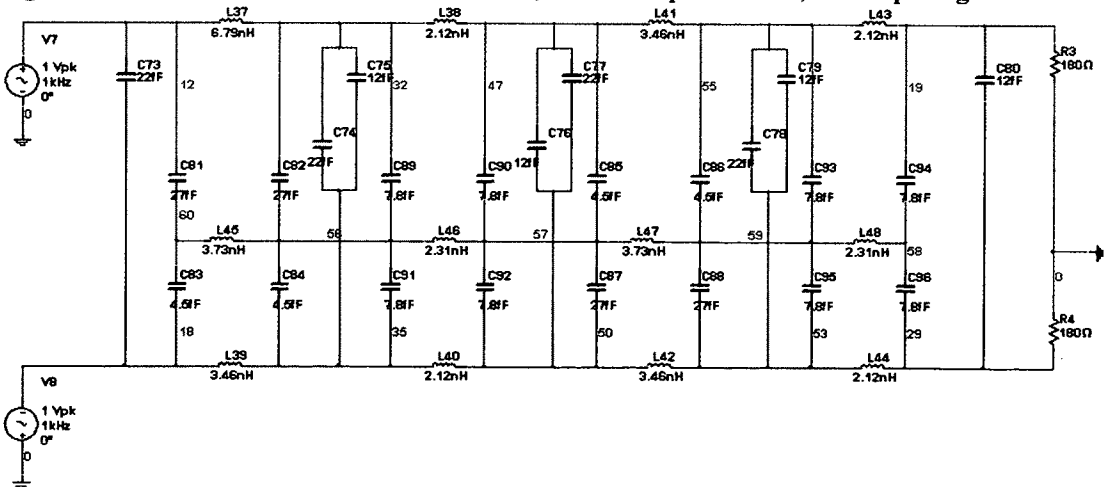 L37
6.79nH
L38
2.12nH
L41
3.46nH
L43
2.12nH
V7
1 Vpk
1kHz
0°
0
C73
22fF
12
C74
22fF
C75
12fF
32
47
C76
12fF
C77
22fF
55
C78
22fF
C79
12fF
19
C80
12fF
R3
180Ω
C81
27fF
60
C82
27fF
C89
7.8fF
C90
7.8fF
C85
4.5fF
C86
4.5fF
C93
7.8fF
C94
7.8fF
L45
3.73nH
56
L46
2.31nH
57
L47
3.73nH
59
L48
2.31nH
58
0
C83
4.5fF
18
C84
4.5fF
C91
7.8fF
35
C92
7.8fF
C87
27fF
50
C88
27fF
C95
7.8fF
53
C96
7.8fF
29
R4
180Ω
L39
3.46nH
L40
2.12nH
L42
3.46nH
L44
2.12nH
V8
1 Vpk
1kHz
0°
0